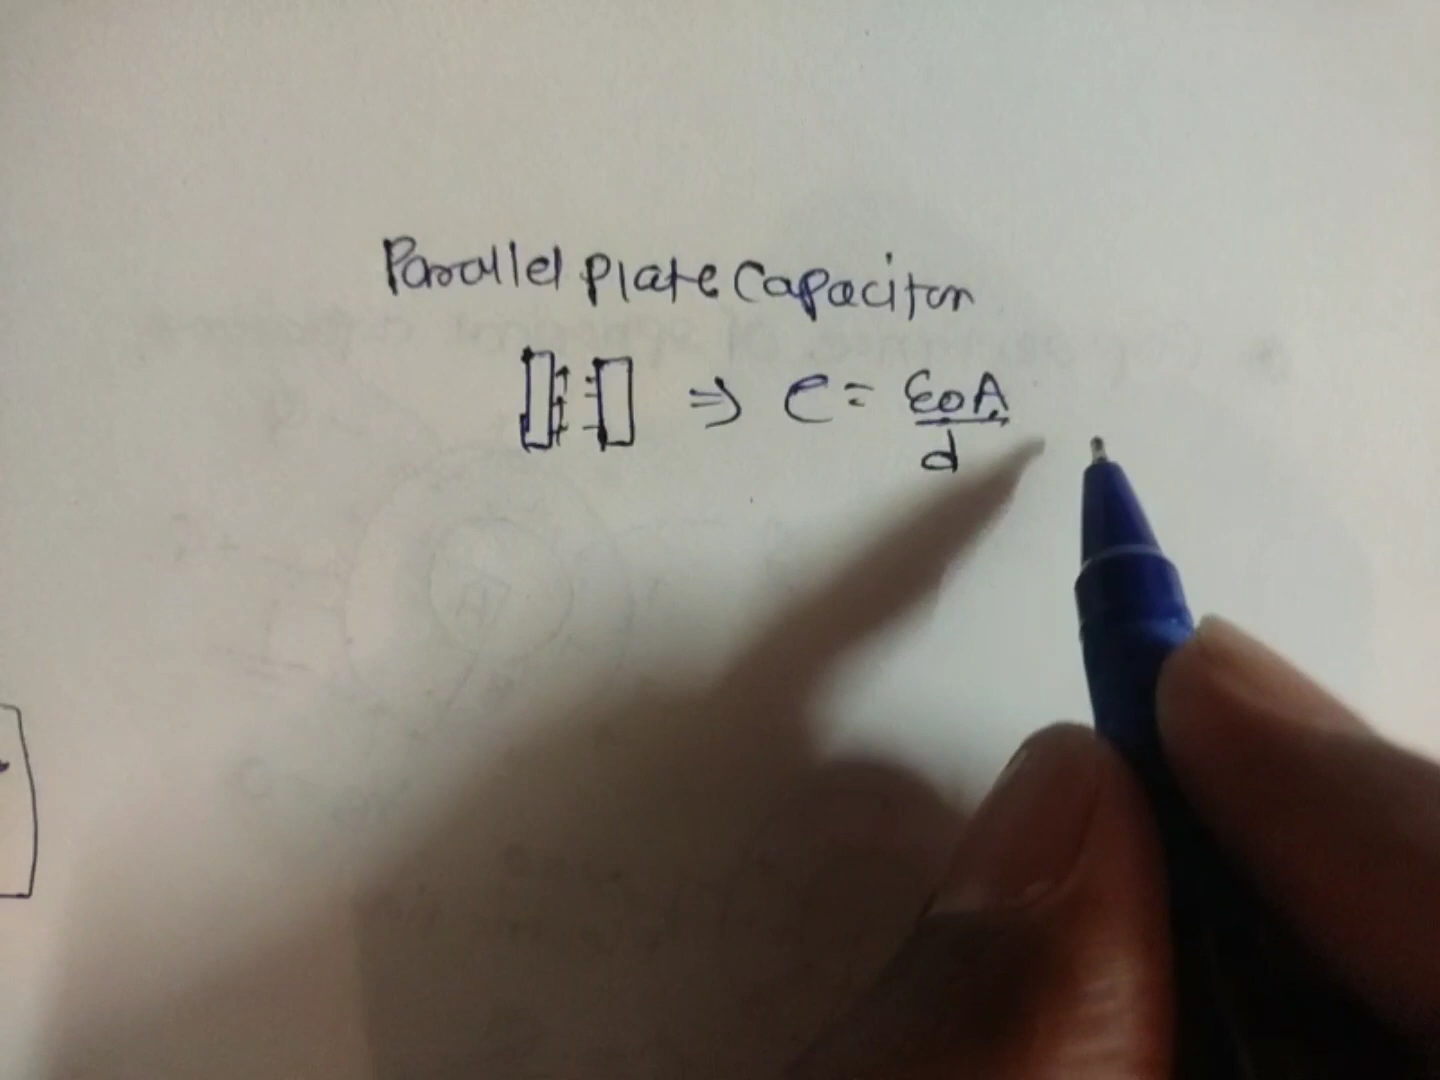 Parallel Plate Capacitor
⇒ C = ε0A/d